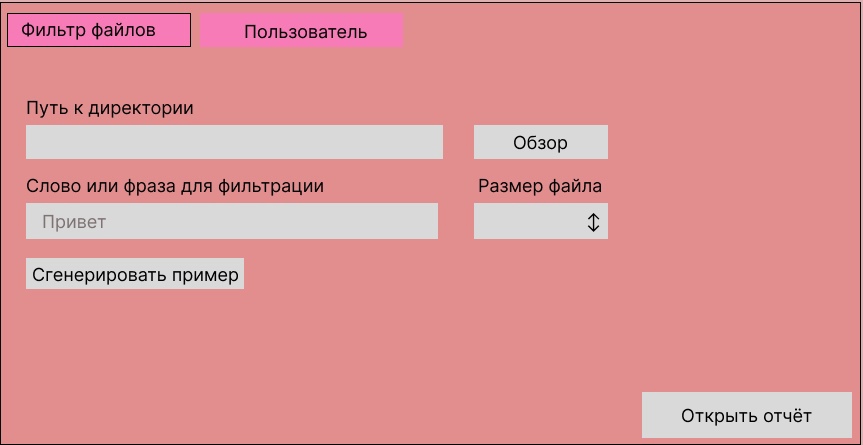 Фильтр файлов
Пользователь
Путь к директории
Обзор
Слово или фраза для фильтрации
Размер файла
Привет
Сгенерировать пример
Открыть отчёт